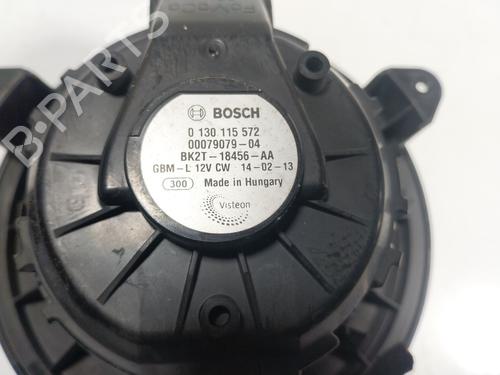 FoYoCo
BOSCH
0 130 115 572
00079079-04
BK2T-18456-AA
GBM-L 12V CW 14-02-13
300 Made in Hungary
Visteon
B-PARTS